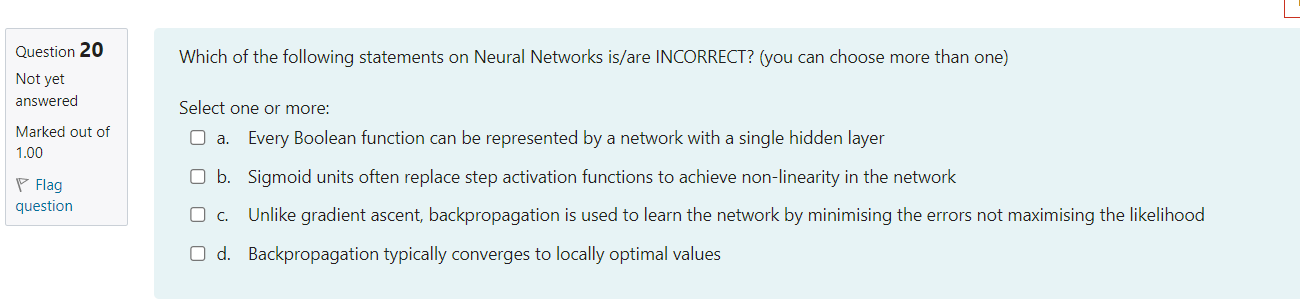 Question 20
Not yet
answered
Marked out of
1.00
Flag
question
Which of the following statements on Neural Networks is/are INCORRECT? (you can choose more than one)
Select one or more:
a. Every Boolean function can be represented by a network with a single hidden layer
b. Sigmoid units often replace step activation functions to achieve non-linearity in the network
c. Unlike gradient ascent, backpropagation is used to learn the network by minimising the errors not maximising the likelihood
d. Backpropagation typically converges to locally optimal values